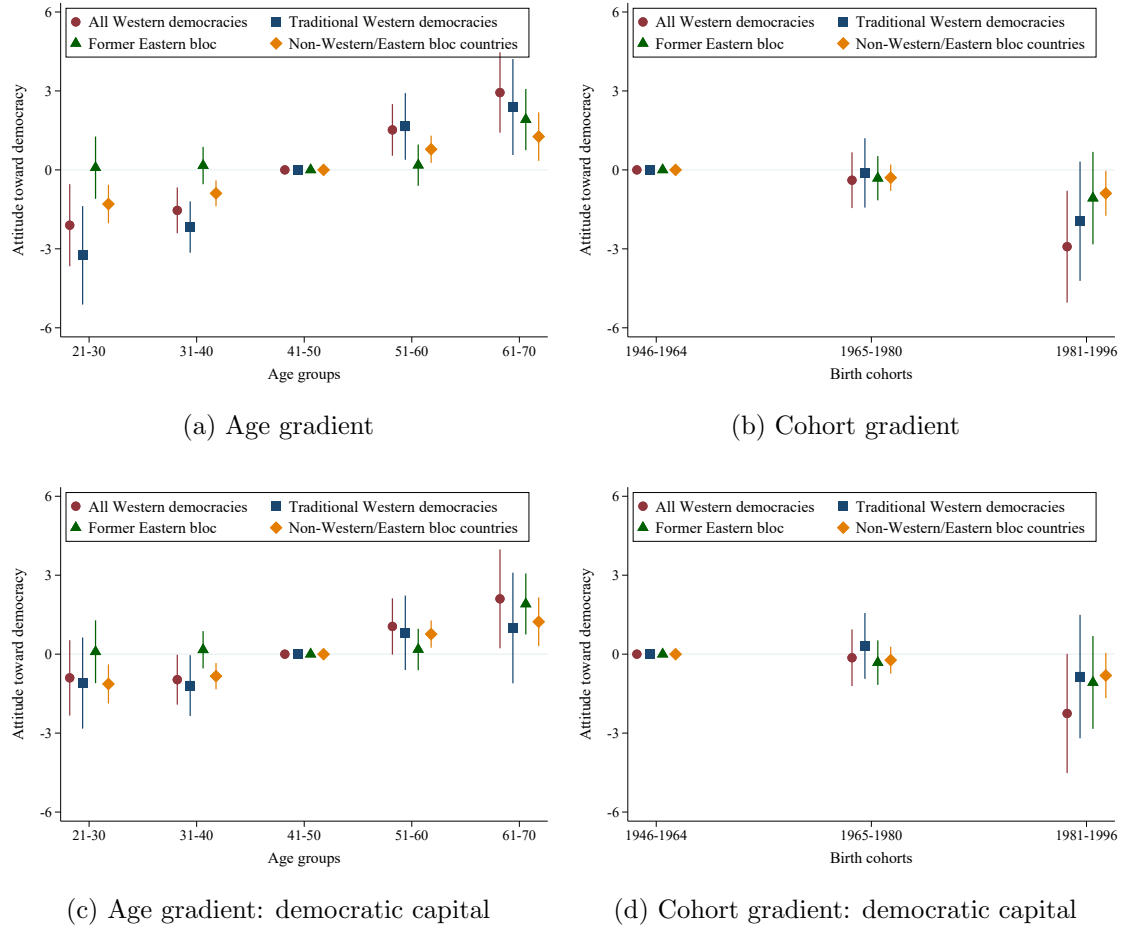 All Western democracies Traditional Western democracies
Former Eastern bloc Non-Western/Eastern bloc countries
6
3
0
-3
-6
Attitude toward democracy
21-30 31-40 41-50 51-60 61-70
Age groups
(a) Age gradient
All Western democracies Traditional Western democracies
Former Eastern bloc Non-Western/Eastern bloc countries
6
3
0
-3
-6
Attitude toward democracy
1946-1964 1965-1980 1981-1996
Birth cohorts
(b) Cohort gradient
All Western democracies Traditional Western democracies
Former Eastern bloc Non-Western/Eastern bloc countries
6
3
0
-3
-6
Attitude toward democracy
21-30 31-40 41-50 51-60 61-70
Age groups
(c) Age gradient: democratic capital
All Western democracies Traditional Western democracies
Former Eastern bloc Non-Western/Eastern bloc countries
6
3
0
-3
-6
Attitude toward democracy
1946-1964 1965-1980 1981-1996
Birth cohorts
(d) Cohort gradient: democratic capital